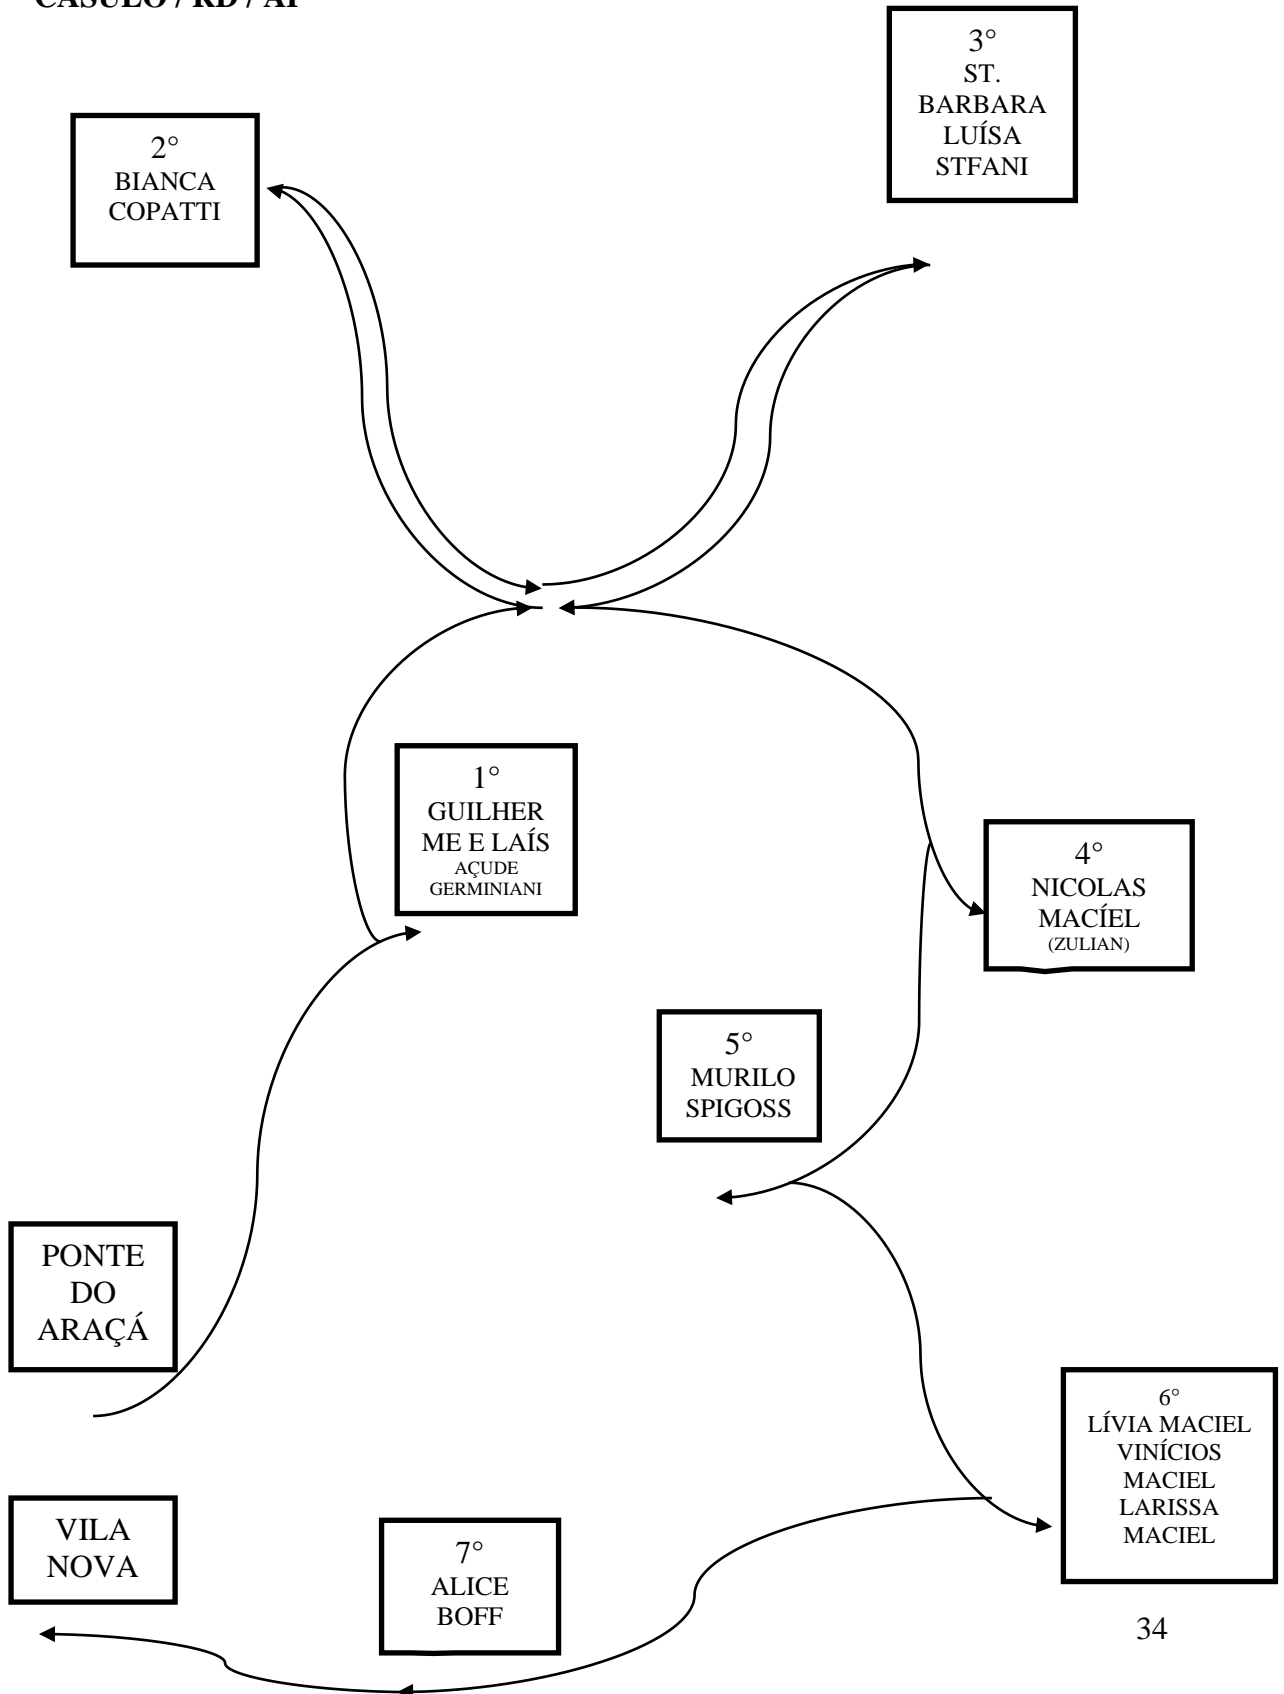 CASULO / RD / AI
3°
ST.
BARBARA
LUÍSA
STFANI
2°
BIANCA
COPATTI
1°
GUILHER
ME E LAÍS
AÇUDE
GERMINIANI
4°
NICOLAS
MACÍEL
(ZULIAN)
5°
MURILO
SPIGOSS
PONTE
DO
ARAÇÁ
6°
LÍVIA MACIEL
VINÍCIOS
MACIEL
LARISSA
MACIEL
VILA
NOVA
7°
ALICE
BOFF
34